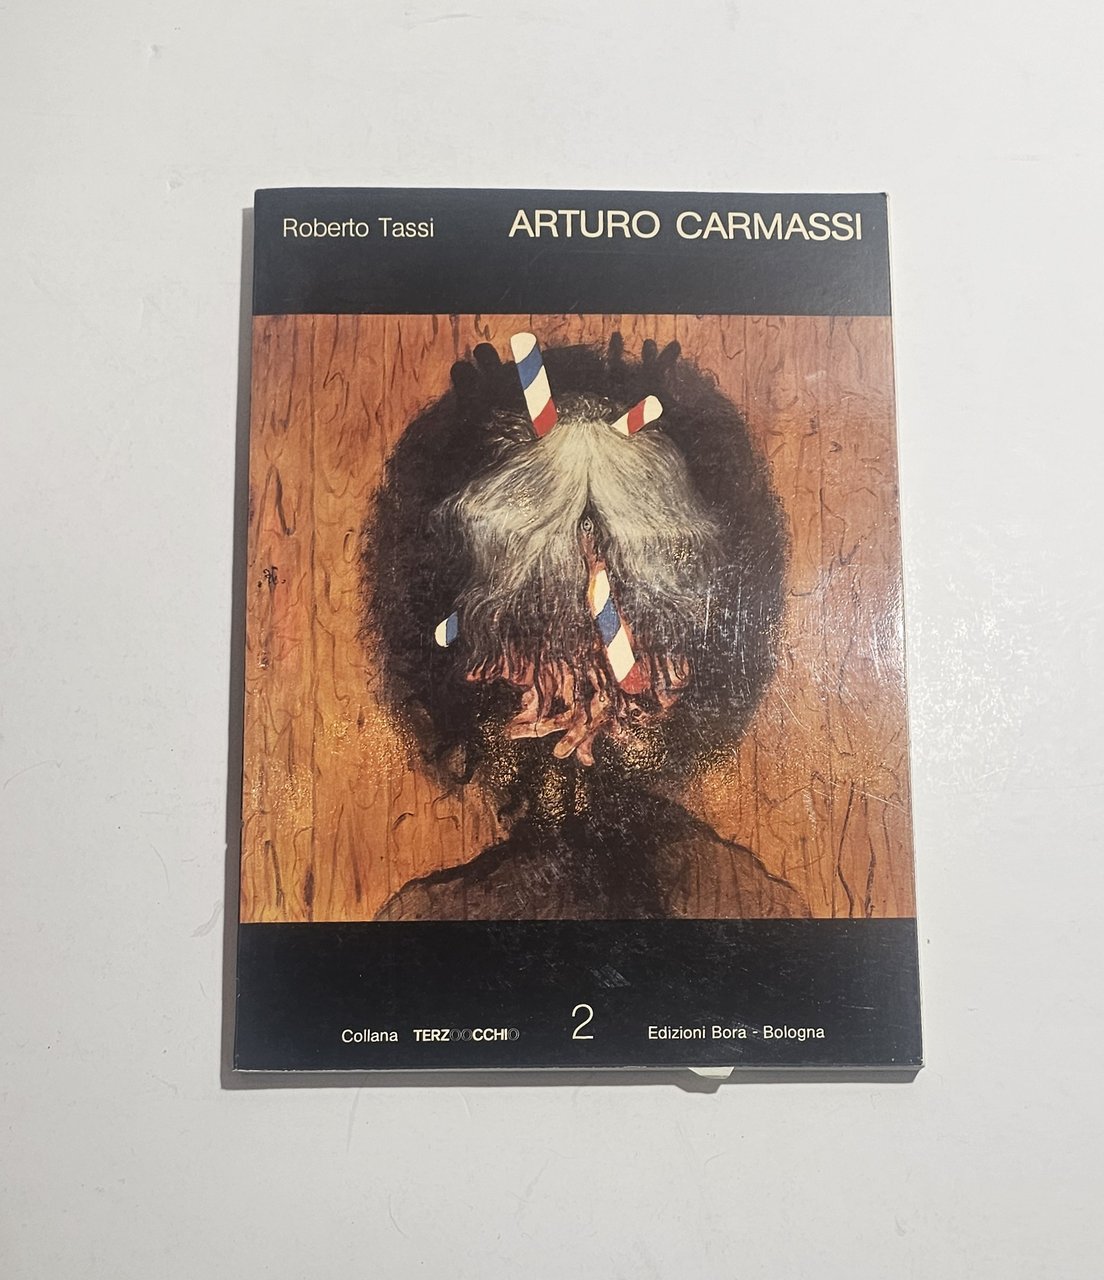 Roberto Tassi ARTURO CARMASSI
Collana TERZOOCCHIO 2 Edizioni Bora - Bologna